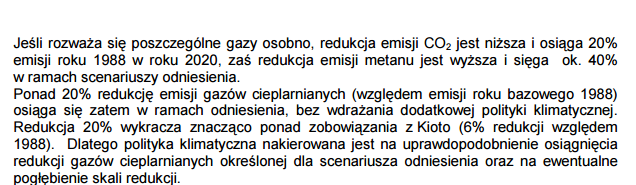 Jeśli rozważa się poszczególne gazy osobno, redukcja emisji CO₂ jest niższa i osiąga 20%
emisji roku 1988 w roku 2020, zaś redukcja emisji metanu jest wyższa i sięga ok. 40%
w ramach scenariuszy odniesienia.
Ponad 20% redukcję emisji gazów cieplarnianych (względem emisji roku bazowego 1988)
osiąga się zatem w ramach odniesienia, bez wdrażania dodatkowej polityki klimatycznej.
Redukcja 20% wykracza znacząco ponad zobowiązania z Kioto (6% redukcji względem
1988). Dlatego polityka klimatyczna nakierowana jest na uprawdopodobnienie osiągnięcia
redukcji gazów cieplarnianych określonej dla scenariusza odniesienia oraz na ewentualne
pogłębienie skali redukcji.